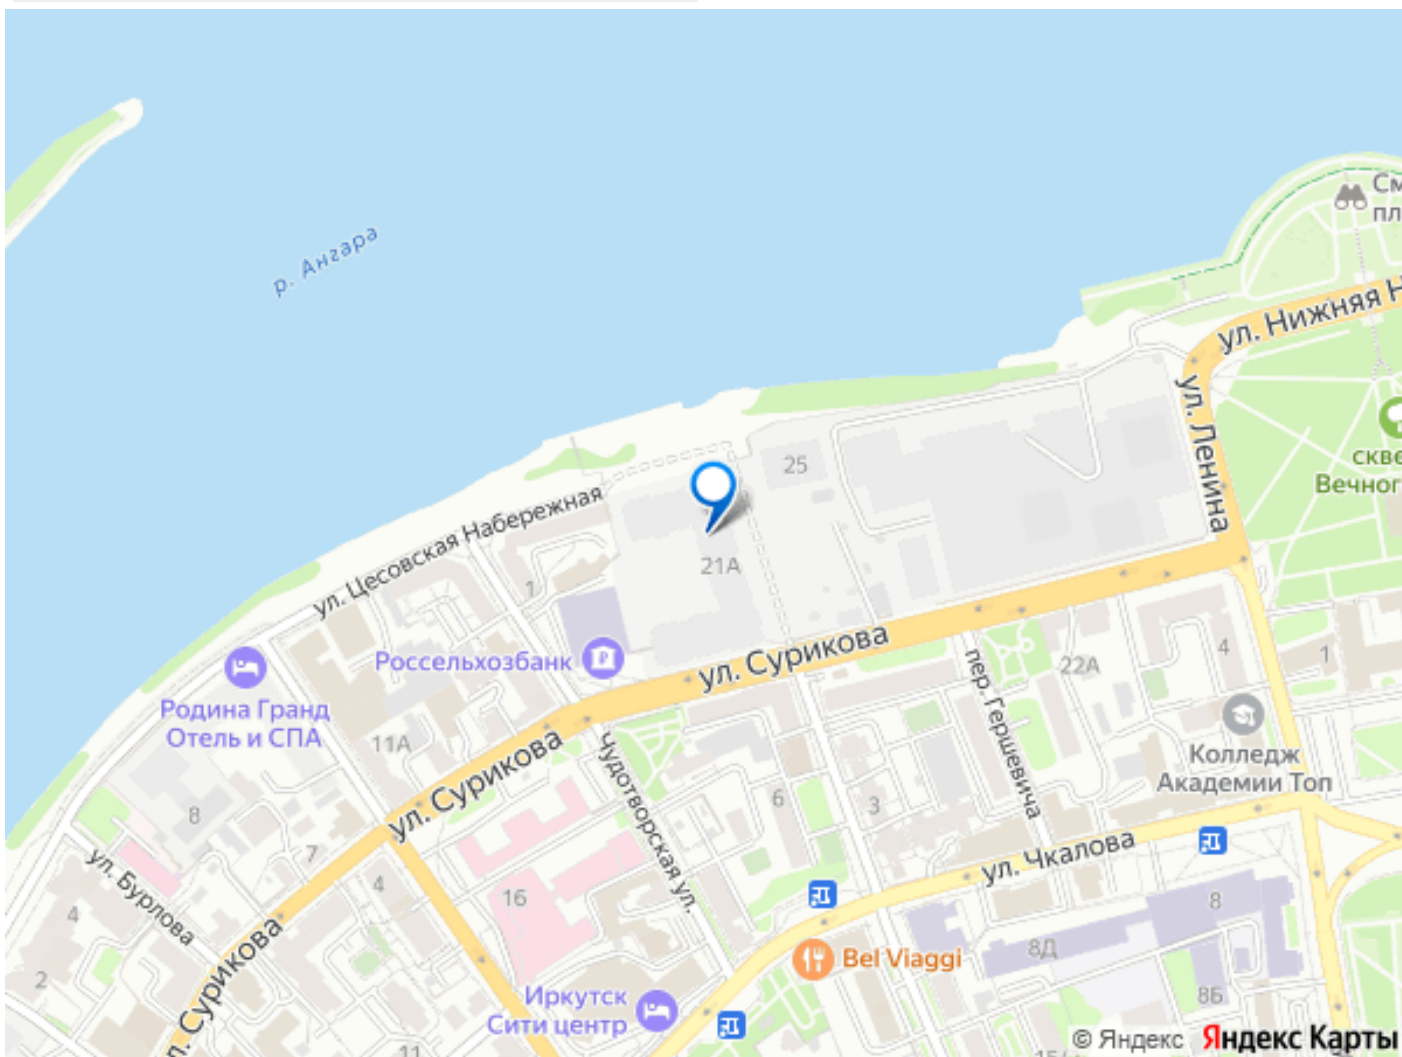 См
пл
р. Ангара
ул. Нижняя Н
ул. Ленина
скве
Вечног
25
ул. Цесовская Набережная
21А
1
Россельхозбанк
ул. Сурикова
пер. Гершевича
22А
4
1
Родина Гранд
Отель и СПА
11А
Колледж
Академии Топ
8
ул. Сурикова
Чудотворская ул.
6
3
ул. Чкалова
7
4
ул. Бурлова
16
4
8
Bel Viaggi
8Д
2
ул. Сурикова
Иркутск
Сити центр
8Б
11
© Яндекс Яндекс Карты